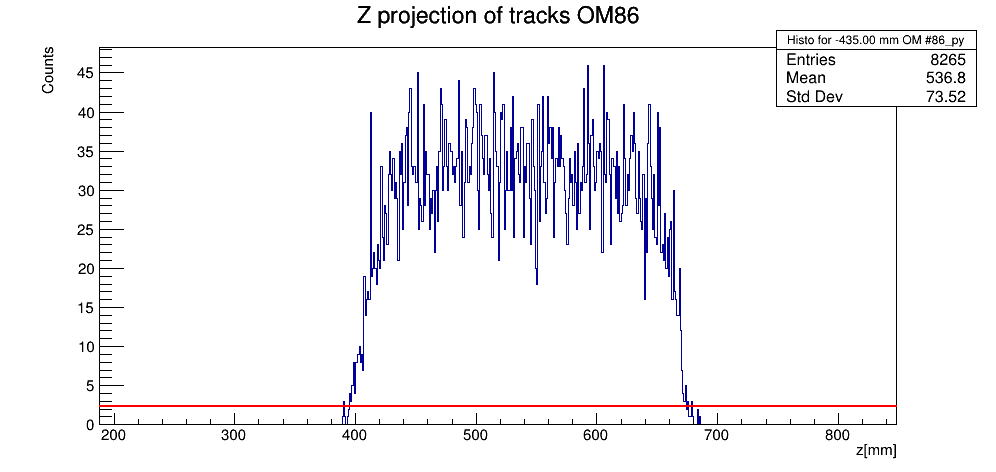 Z projection of tracks OM86
Histo for -435.00 mm OM #86_py
Entries 8265
Mean 536.8
Std Dev 73.52
Counts
45
40
35
30
25
20
15
10
5
0
200 300 400 500 600 700 800
z[mm]